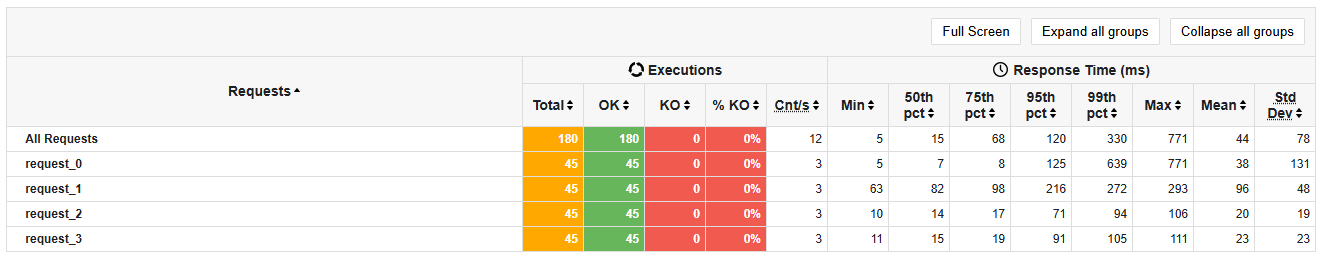 Full Screen Expand all groups Collapse all groups
Requests Executions Response Time (ms)
Total OK KO % KO Cnt/s Min 50th pct 75th pct 95th pct 99th pct Max Mean Std Dev
All Requests 180 180 0 0% 12 5 15 68 120 330 771 44 78
request_0 45 45 0 0% 3 5 7 8 125 639 771 38 131
request_1 45 45 0 0% 3 63 82 98 216 272 293 96 48
request_2 45 45 0 0% 3 10 14 17 71 94 106 20 19
request_3 45 45 0 0% 3 11 15 19 91 105 111 23 23